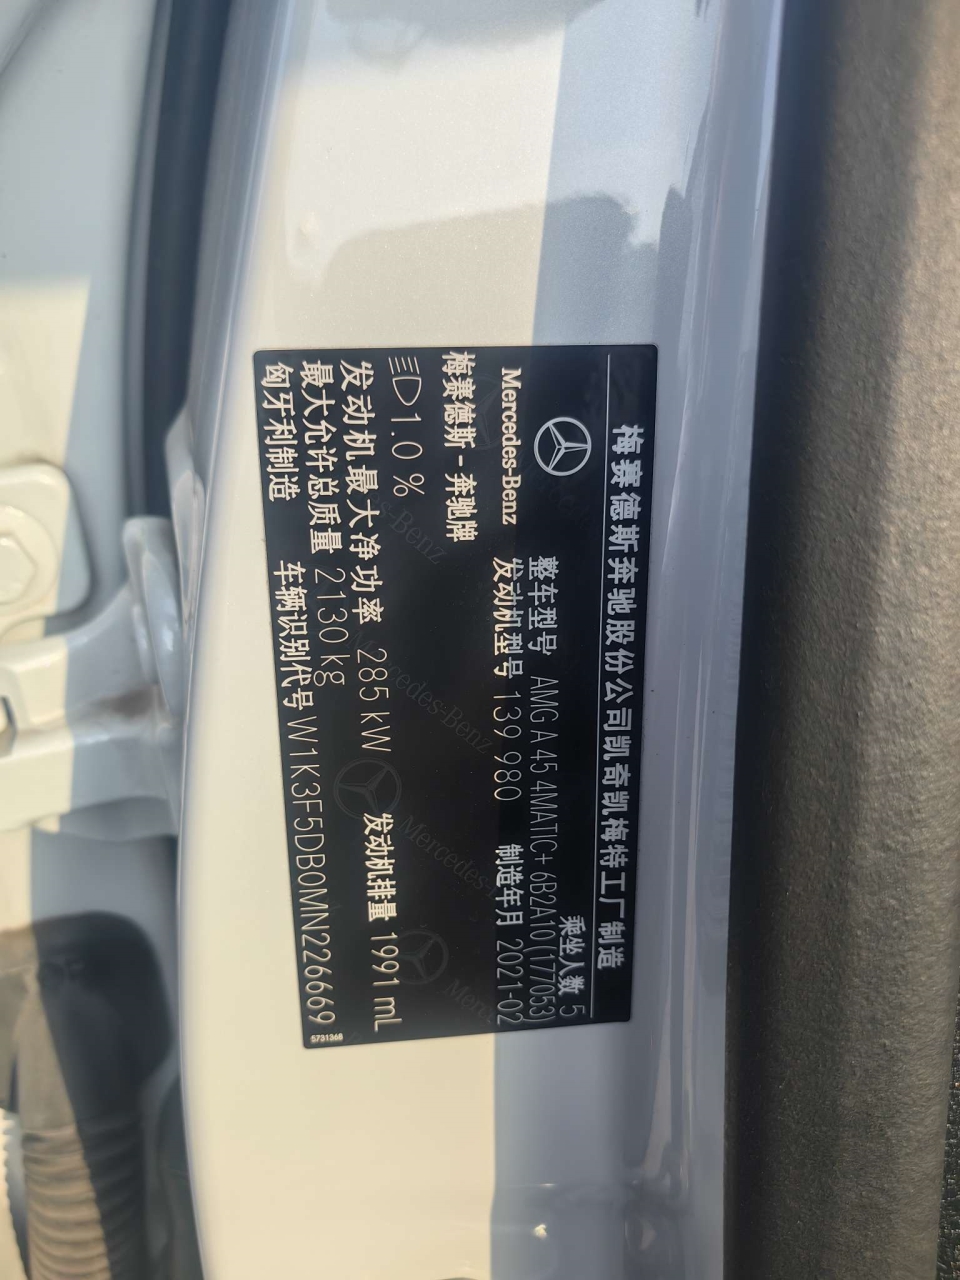 梅赛德斯奔驰股份公司凯奇凯梅特工厂制造
Mercedes-Benz
梅赛德斯-奔驰牌
乘坐人数 5
整车型号 AMG A 45 4MATIC+ 6B2A10(177053)
发动机型号 139 980 制造年月 2021-02
1.0 %
发动机最大净功率 285 kW 发动机排量 1991 mL
最大允许总质量 2130 kg
匈牙利制造 车辆识别代号 W1K3F5DB0MN226669
5731368